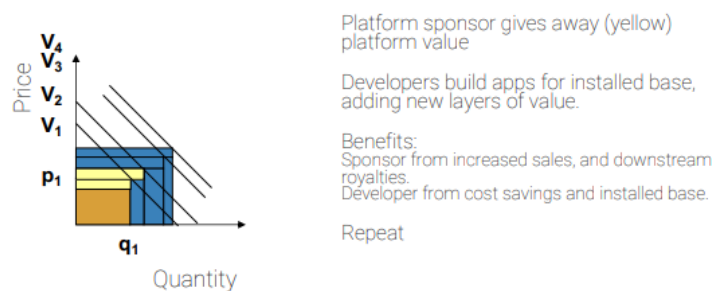 V4
V3
Price
V2
V1
p1
q1
Quantity
Platform sponsor gives away (yellow)
platform value
Developers build apps for installed base,
adding new layers of value.
Benefits:
Sponsor from increased sales, and downstream
royalties.
Developer from cost savings and installed base.
Repeat